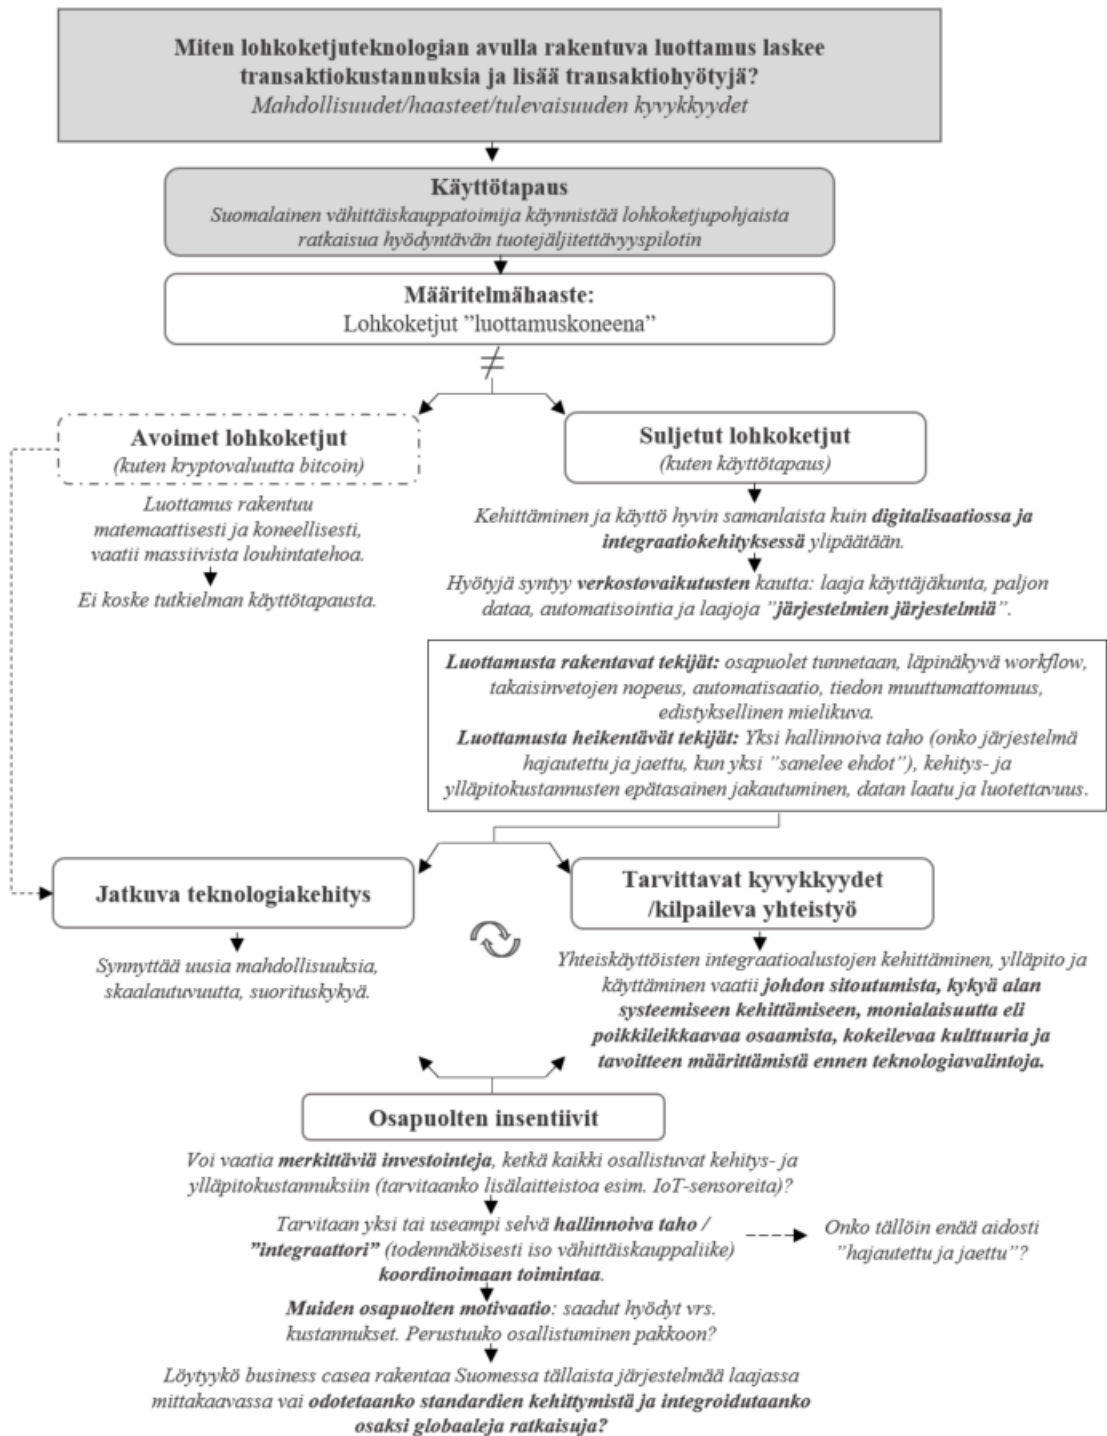 Miten lohkoketjuteknologian avulla rakentuva luottamus laskee
transaktiokustannuksia ja lisää transaktiohyötyjä?
Mahdollisuudet/haasteet/tulevaisuuden kyvykkyydet
Käyttötapaus
Suomalainen vähittäiskauppatoimija käynnistää lohkoketjupohjaista
ratkaisua hyödyntävän tuotejäljitettävyyspilotin
Määritelmähaaste:
Lohkoketjut ”luottamuskoneena”
≠
Avoimet lohkoketjut
(kuten kryptovaluutta bitcoin)
Luottamus rakentuu
matemaattisesti ja koneellisesti,
vaatii massiivista louhintatehoa.
Ei koske tutkielman käyttötapausta.
Suljetut lohkoketjut
(kuten käyttötapaus)
Kehittäminen ja käyttö hyvin samanlaista kuin digitalisaatiossa ja
integraatiokehityksessä ylipäätään.
Hyötyjä syntyy verkostovaikutusten kautta: laaja käyttäjäkunta, paljon
dataa, automatisointia ja laajoja ”järjestelmien järjestelmiä”.
Luottamusta rakentavat tekijät: osapuolet tunnetaan, läpinäkyvä workflow,
takaisinvetojen nopeus, automatisaatio, tiedon muuttumattomuus,
edistyksellinen mielikuva.
Luottamusta heikentävät tekijät: Yksi hallinnoiva taho (onko järjestelmä
hajautettu ja jaettu, kun yksi ”sanelee ehdot”), kehitys- ja
ylläpitokustannusten epätasainen jakautuminen, datan laatu ja luotettavuus.
Jatkuva teknologiakehitys
Synnyttää uusia mahdollisuuksia,
skaalautuvuutta, suorituskykyä.
Tarvittavat kyvykkyydet
/kilpaileva yhteistyö
Yhteiskäyttöisten integraatioalustojen kehittäminen, ylläpito ja
käyttäminen vaatii johdon sitoutumista, kykyä alan
systeemiseen kehittämiseen, monialaisuutta eli
poikkileikkaavaa osaamista, kokeilevaa kulttuuria ja
tavoitteen määrittämistä ennen teknologiavalintoja.
Osapuolten insentiivit
Voi vaatia merkittäviä investointeja, ketkä kaikki osallistuvat kehitys- ja
ylläpitokustannuksiin (tarvitaanko lisälaitteistoa esim. IoT-sensoreita)?
Tarvitaan yksi tai useampi selvä hallinnoiva taho /
”integraattori” (todennäköisesti iso vähittäiskauppaliike)
koordinoimaan toimintaa.
Onko tällöin enää aidosti
”hajautettu ja jaettu”?
Muiden osapuolten motivaatio: saadut hyödyt vrs.
kustannukset. Perustuuko osallistuminen pakkoon?
Löytyykö business casea rakentaa Suomessa tällaista järjestelmää laajassa
mittakaavassa vai odotetaanko standardien kehittymistä ja integroidutaanko
osaksi globaaleja ratkaisuja?